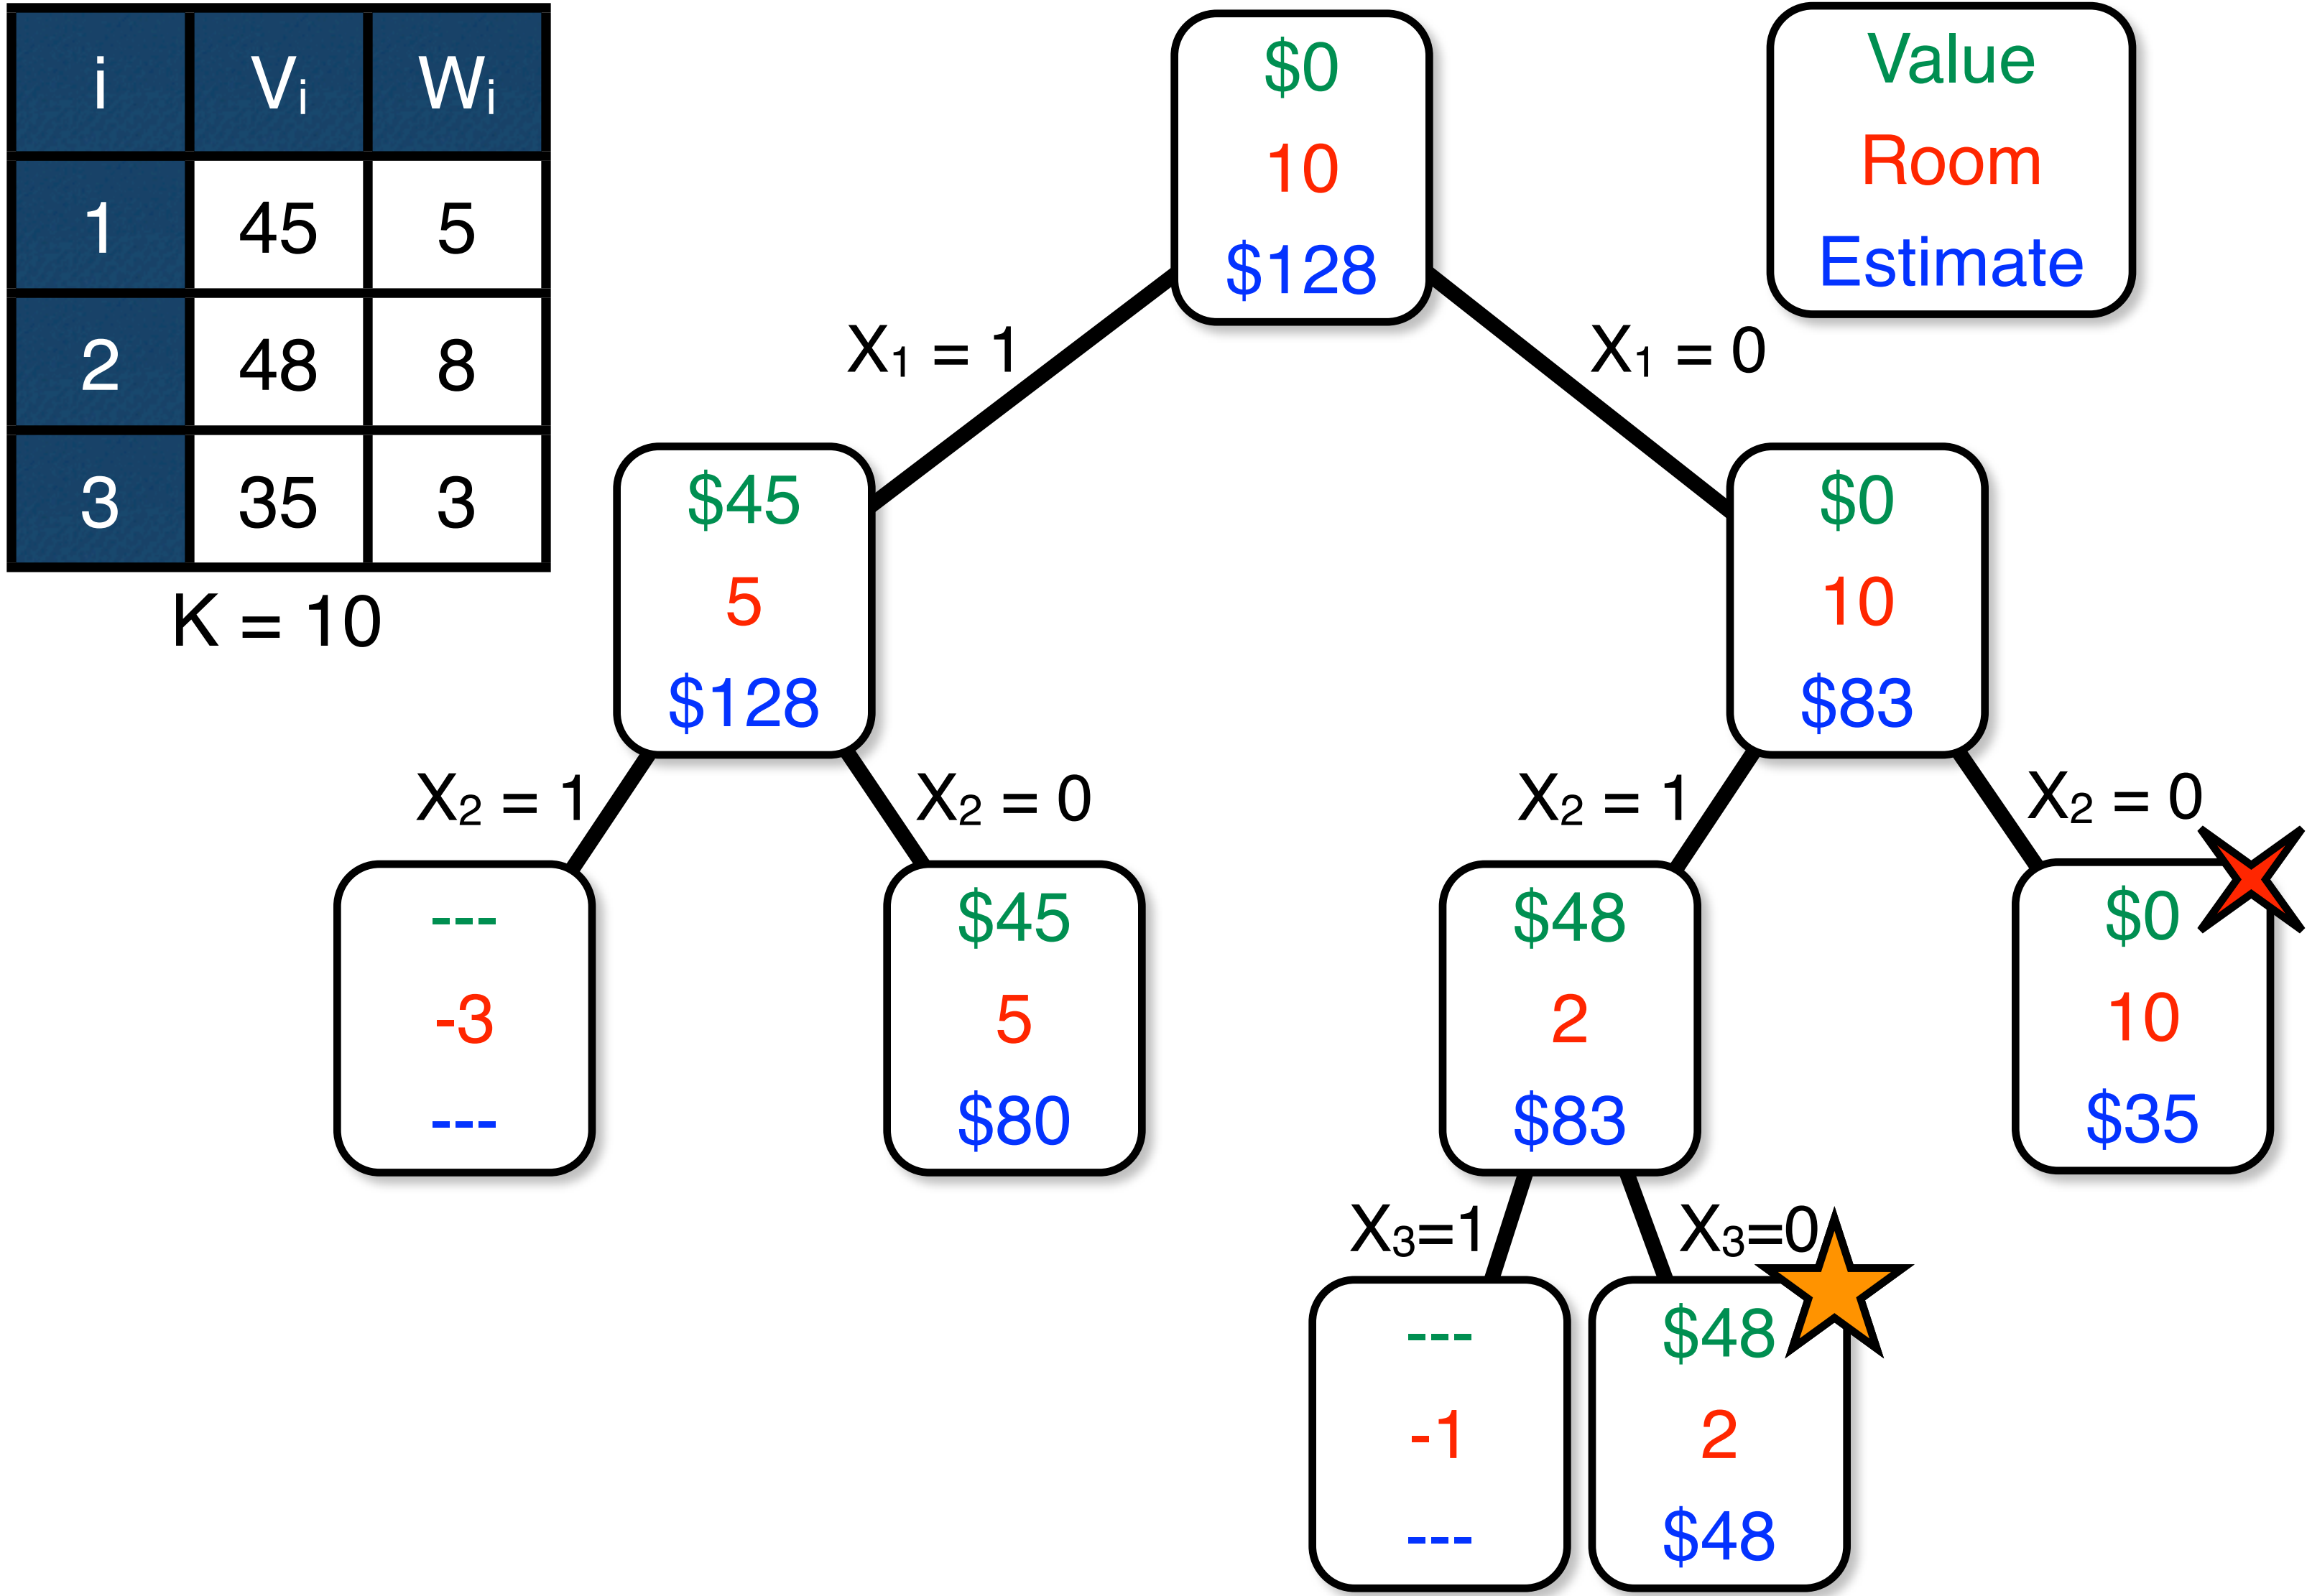 i Vi Wi
1 45 5
2 48 8
3 35 3
K = 10
Value
Room
Estimate
$0
10
$128
X1 = 1
X1 = 0
$45
5
$128
$0
10
$83
X2 = 1
X2 = 0
X2 = 1
X2 = 0
---
-3
---
$45
5
$80
$48
2
$83
$0
10
$35
X3=1
X3=0
---
-1
---
$48
2
$48